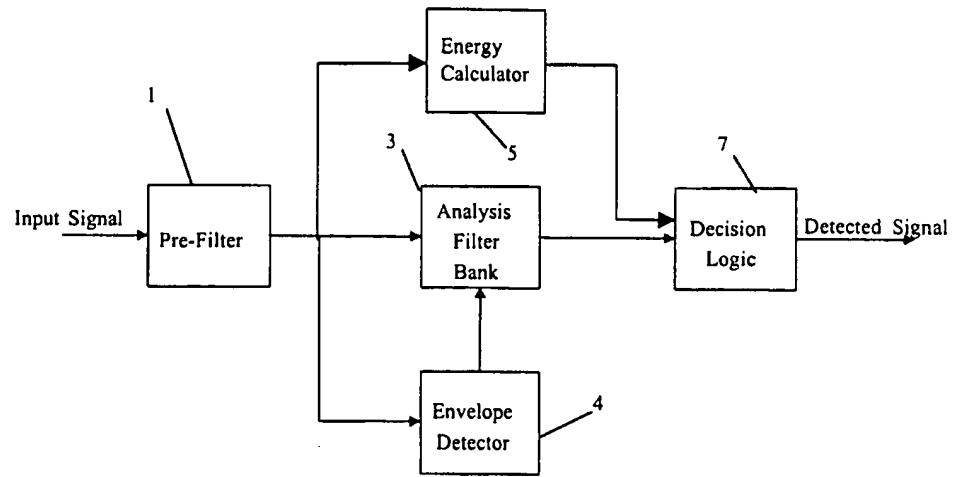 Energy
Calculator
1
5
3
7
Input Signal
Pre-Filter
Analysis
Filter
Bank
Decision
Logic
Detected Signal
Envelope
Detector
4